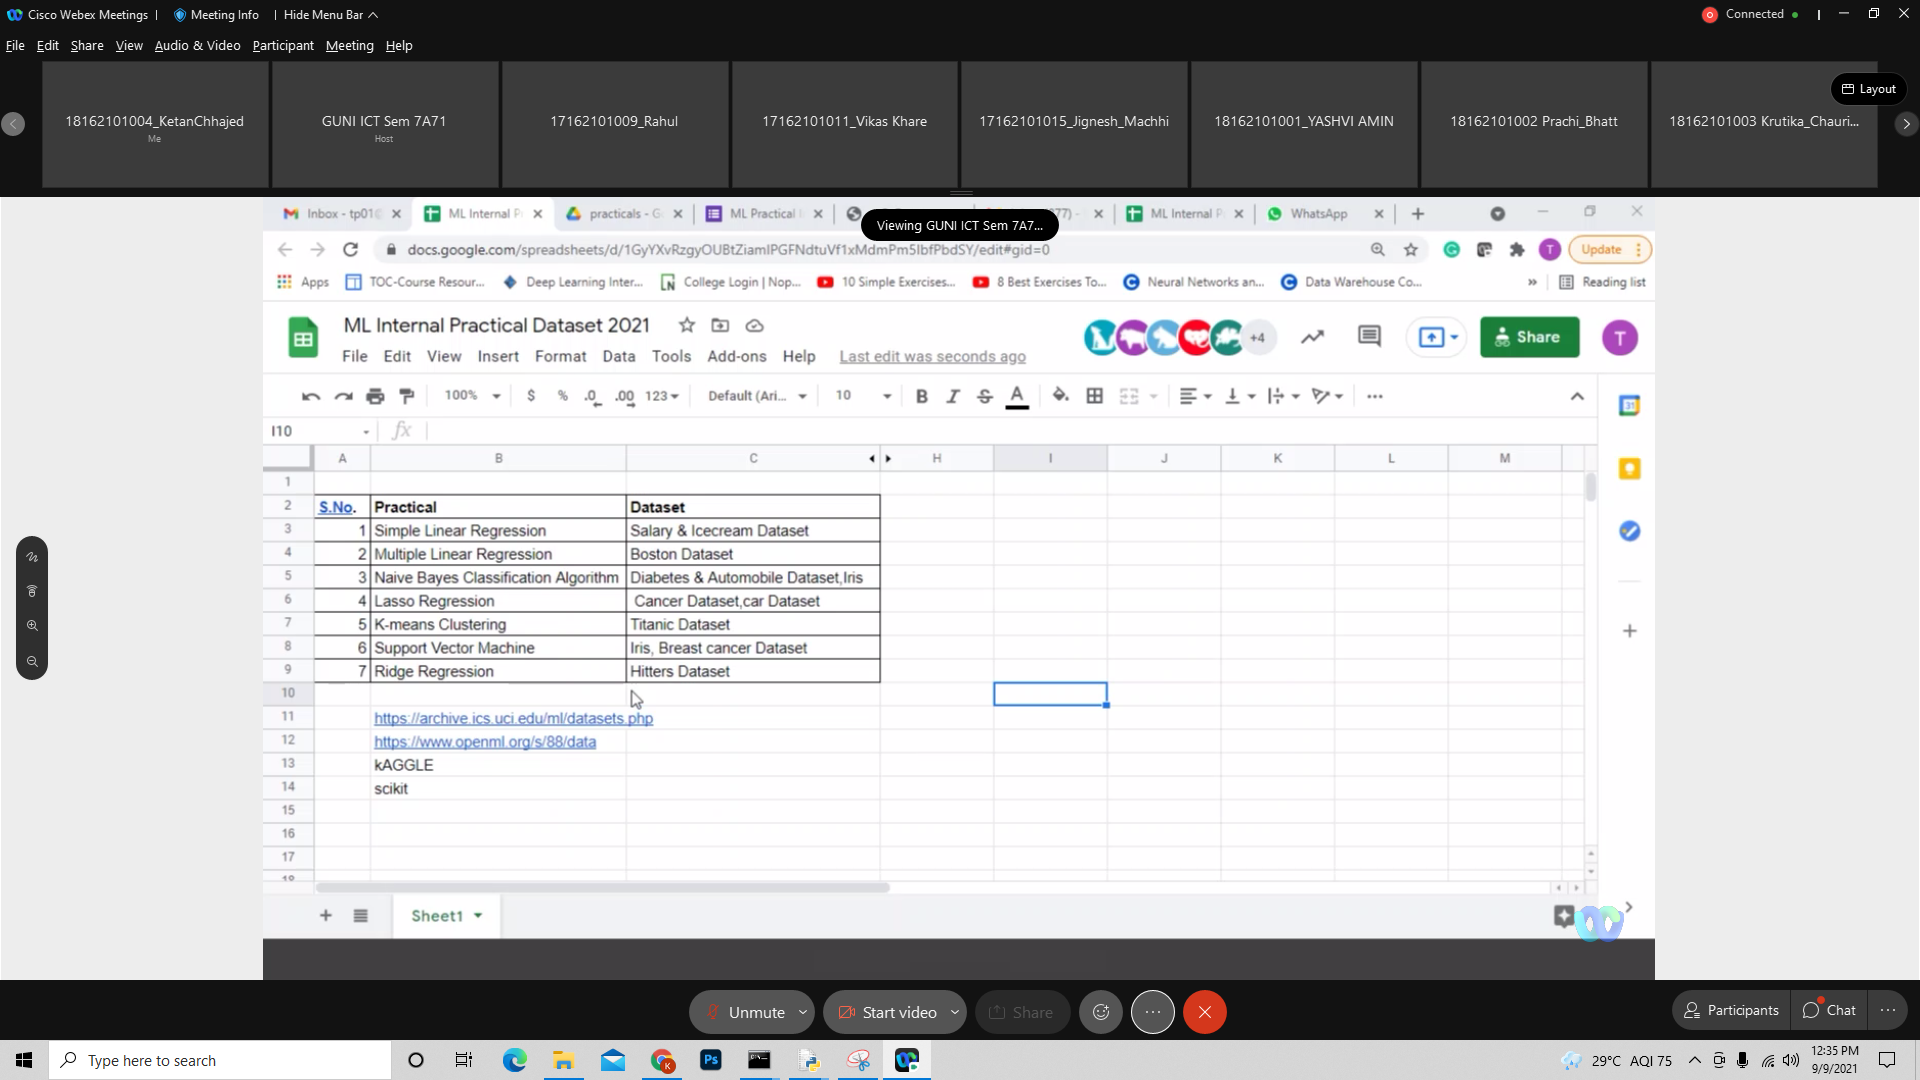 Cisco Webex Meetings | Meeting Info | Hide Menu Bar Connected
File Edit Share View Audio & Video Participant Meeting Help
Layout
18162101004_KetanChhajed GUNI ICT Sem 7A71 17162101009_Rahul 17162101011_Vikas Khare 17162101015_Jignesh_Machhi 18162101001_YASHVI AMIN 18162101002 Prachi_Bhatt 18162101003 Krutika_Chauri...
Me Host
Inbox - tp01 ML Internal P practicals - G ML Practical WhatsApp ML Internal P
Viewing GUNI ICT Sem 7A7...
docs.google.com/spreadsheets/d/1GyYXvRzgyOUBtZiamIPGFNdtuVf1xMdmPm5IbfPbdSY/edit#gid=0 T Update
Apps TOC-Course Resour... Deep Learning Inter... College Login | Nop... 10 Simple Exercises... 8 Best Exercises To... Neural Networks an... Data Warehouse Co... » Reading list
ML Internal Practical Dataset 2021 +4 Share T
File Edit View Insert Format Data Tools Add-ons Help Last edit was seconds ago
100% $ % .0 .00 123 Default (Ari... 10 B I S A ...
I10 fx
A B C H I J K L M
1
2 S.No. Practical Dataset
3 1 Simple Linear Regression Salary & Icecream Dataset
4 2 Multiple Linear Regression Boston Dataset
5 3 Naive Bayes Classification Algorithm Diabetes & Automobile Dataset,Iris
6 4 Lasso Regression Cancer Dataset,car Dataset
7 5 K-means Clustering Titanic Dataset
8 6 Support Vector Machine Iris, Breast cancer Dataset
9 7 Ridge Regression Hitters Dataset
10
11 https://archive.ics.uci.edu/ml/datasets.php
12 https://www.openml.org/s/88/data
13 kAGGLE
14 scikit
15
16
17
18
Sheet1
Unmute Start video Share Participants Chat
Type here to search 29°C AQI 75 12:35 PM
9/9/2021